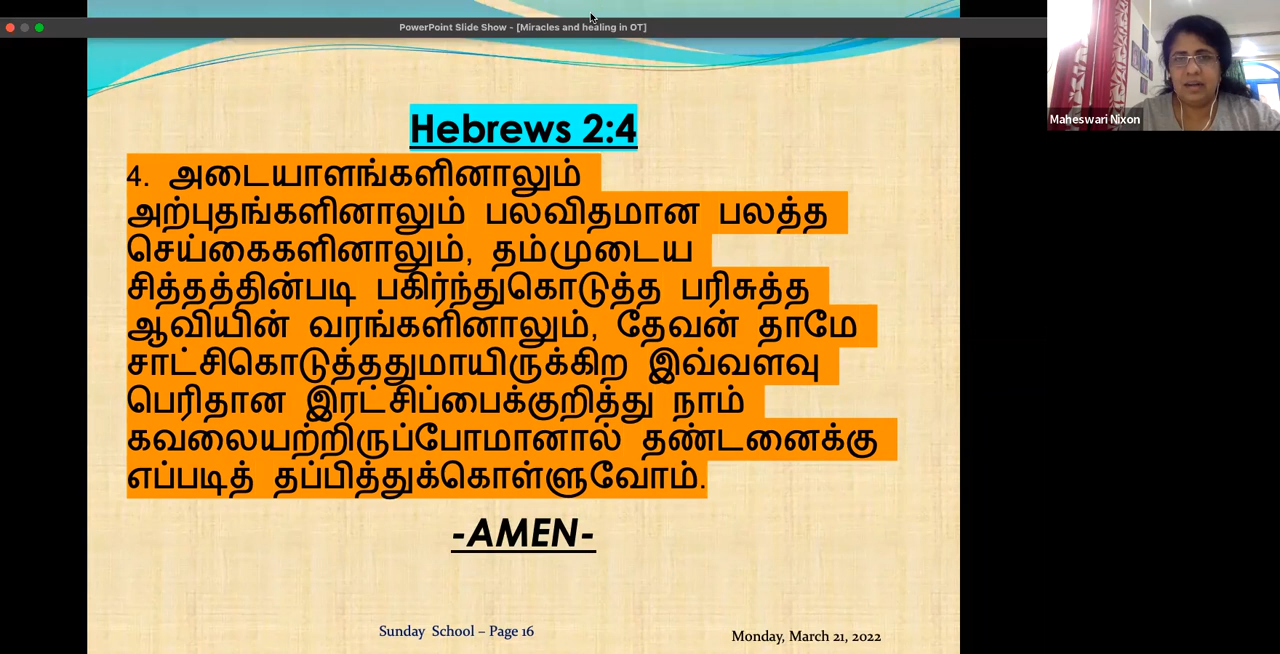 PowerPoint Slide Show - [Miracles and healing in OT]
Maheswari Nixon
Hebrews 2:4
4. அடையாளங்களினாலும்
அற்புதங்களினாலும் பலவிதமான பலத்த
செய்கைகளினாலும், தம்முடைய
சித்தத்தின்படி பகிர்ந்துகொடுத்த பரிசுத்த
ஆவியின் வரங்களினாலும், தேவன் தாமே
சாட்சிகொடுத்ததுமாயிருக்கிற இவ்வளவு
பெரிதான இரட்சிப்பைக்குறித்து நாம்
கவலையற்றிருப்போமானால் தண்டனைக்கு
எப்படித் தப்பித்துக்கொள்ளுவோம்.
-AMEN-
Sunday School – Page 16
Monday, March 21, 2022